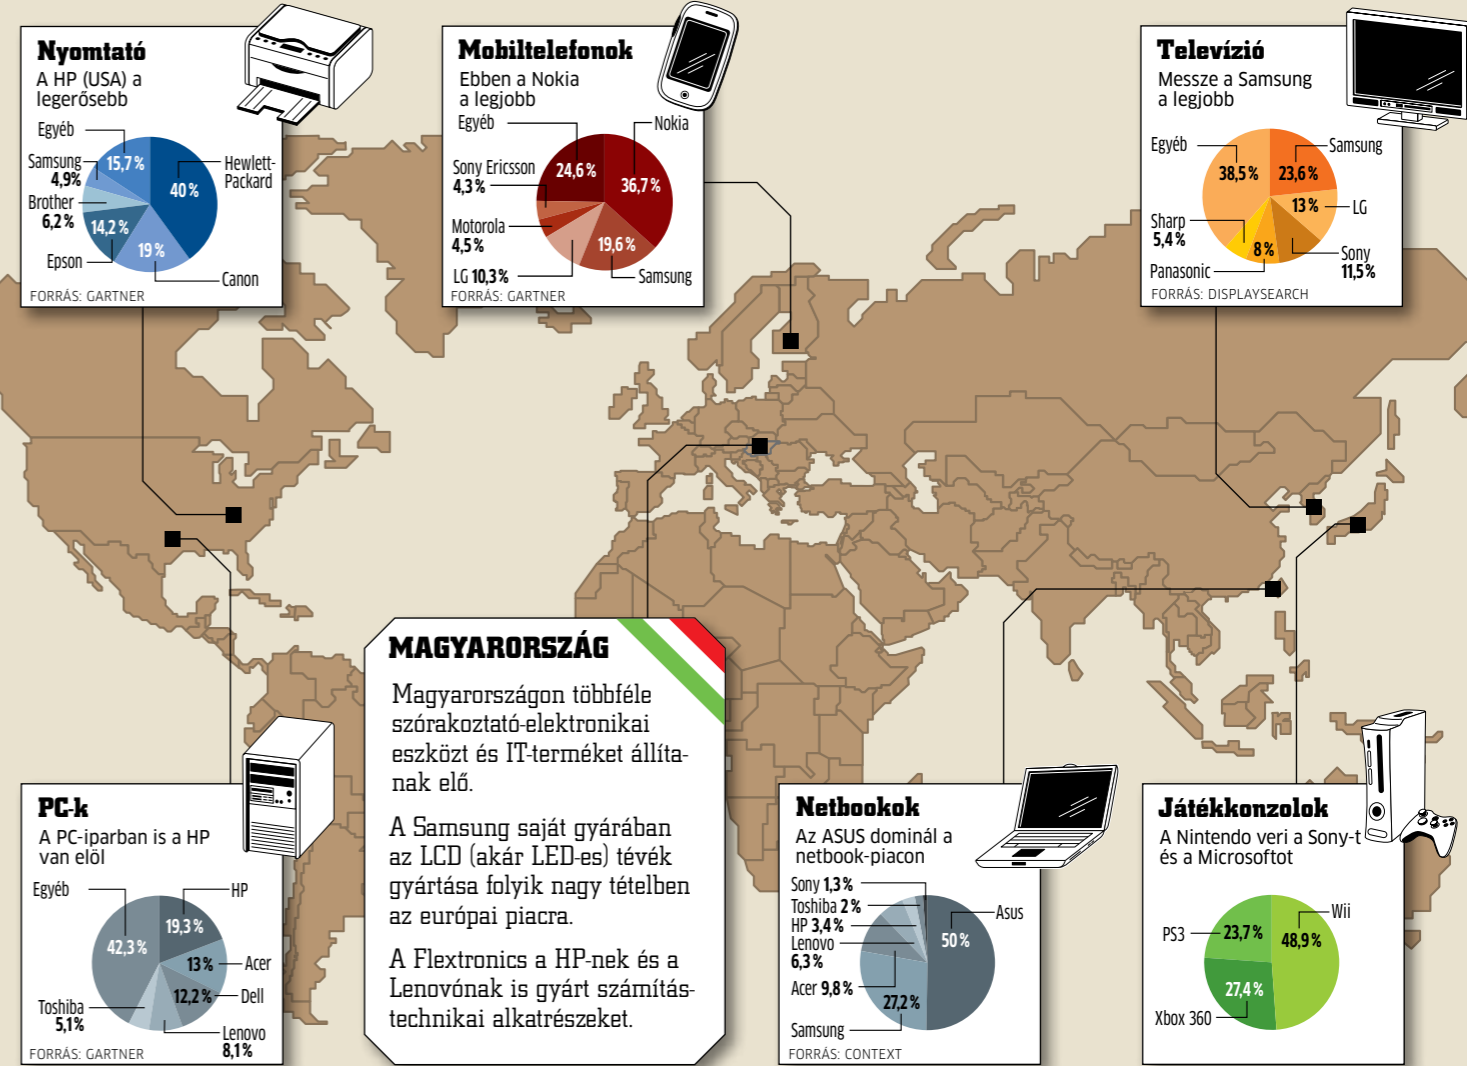 Nyomtató
A HP (USA) a
legerősebb
Egyéb
15,7 %
Samsung
4,9%
Hewlett-
Packard
40 %
Brother
6,2 %
14,2 %
19 %
Epson
Canon
FORRÁS: GARTNER
Mobiltelefonok
Ebben a Nokia
a legjobb
Egyéb
Nokia
24,6 %
Sony Ericsson
4,3 %
36,7 %
Motorola
4,5 %
19,6 %
LG 10,3 %
Samsung
FORRÁS: GARTNER
Televízió
Messze a Samsung
a legjobb
Egyéb
Samsung
38,5 %
23,6 %
13 %
LG
Sharp
5,4 %
8 %
Sony
11,5 %
Panasonic
FORRÁS: DISPLAYSEARCH
MAGYARORSZÁG
Magyarországon többféle
szórakoztató-elektronikai
eszközt és IT-terméket állíta-
nak elő.
A Samsung saját gyárában
az LCD (akár LED-es) tévék
gyártása folyik nagy tételben
az európai piacra.
A Flextronics a HP-nek és a
Lenovónak is gyárt számítás-
technikai alkatrészeket.
PC-k
A PC-iparban is a HP
van elöl
Egyéb
HP
19,3 %
42,3 %
13 %
Acer
12,2 %
Dell
Toshiba
5,1%
Lenovo
8,1%
FORRÁS: GARTNER
Netbookok
Az ASUS dominál a
netbook-piacon
Sony 1,3 %
Toshiba 2 %
HP 3,4 %
Lenovo
6,3 %
Asus
50 %
Acer 9,8 %
27,2 %
Samsung
FORRÁS: CONTEXT
Játékkonzolok
A Nintendo veri a Sony-t
és a Microsoftot
Wii
PS3
23,7 %
48,9 %
27,4 %
Xbox 360